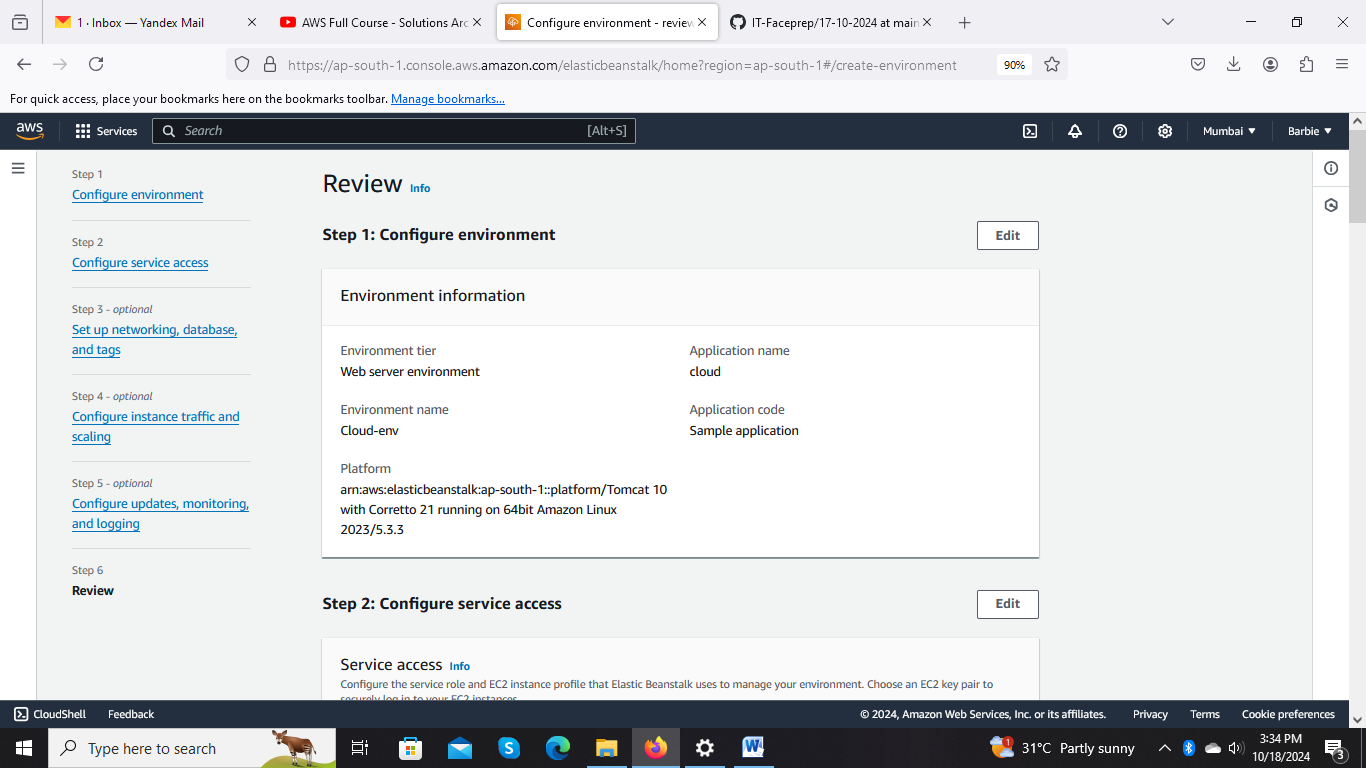 1 · Inbox — Yandex Mail
AWS Full Course - Solutions Arc
Configure environment - review
IT-Faceprep/17-10-2024 at main
https://ap-south-1.console.aws.amazon.com/elasticbeanstalk/home?region=ap-south-1#/create-environment
90%
For quick access, place your bookmarks here on the bookmarks toolbar. Manage bookmarks...
aws
Services
Search
[Alt+S]
Mumbai
Barbie
Step 1
Configure environment
Step 2
Configure service access
Step 3 - optional
Set up networking, database,
and tags
Step 4 - optional
Configure instance traffic and
scaling
Step 5 - optional
Configure updates, monitoring,
and logging
Step 6
Review
Review Info
Step 1: Configure environment
Edit
Environment information
Environment tier
Web server environment
Application name
cloud
Environment name
Cloud-env
Application code
Sample application
Platform
arn:aws:elasticbeanstalk:ap-south-1::platform/Tomcat 10
with Corretto 21 running on 64bit Amazon Linux
2023/5.3.3
Step 2: Configure service access
Edit
Service access Info
Configure the service role and EC2 instance profile that Elastic Beanstalk uses to manage your environment. Choose an EC2 key pair to
securely log in to your EC2 instances.
CloudShell
Feedback
© 2024, Amazon Web Services, Inc. or its affiliates.
Privacy
Terms
Cookie preferences
Type here to search
1
31°C Partly sunny
3:34 PM
10/18/2024
3